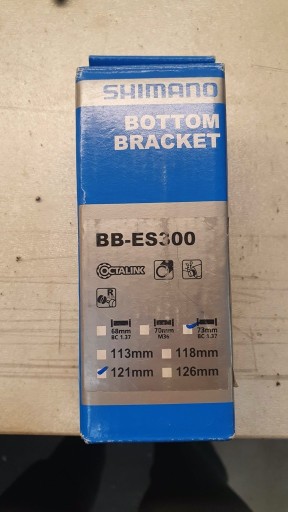 SHIMANO
BOTTOM
BRACKET
BB-ES300
OCTALINK
R
68mm 70mm 73mm
BC 1.37 M36 BC 1.37
113mm 118mm
121mm 126mm